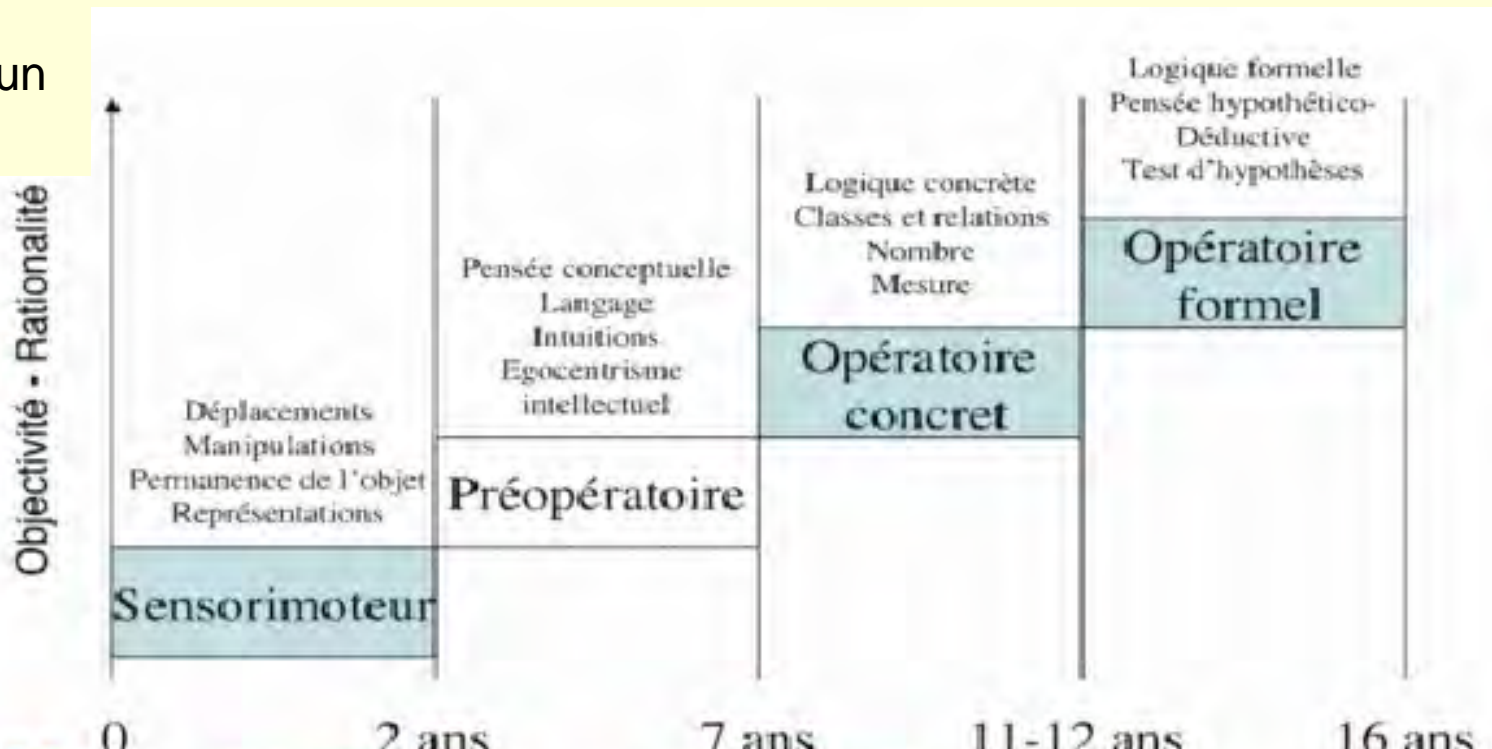 un
Objectivité - Rationalité
Déplacements
Manipulations
Permanence de l'objet
Représentations
Sensorimoteur
Pensée conceptuelle
Langage
Intuitions
Egocentrisme
intellectuel
Préopératoire
Logique concrète
Classes et relations
Nombre
Mesure
Opératoire
concret
Logique formelle
Pensée hypothético-
Déductive
Test d'hypothèses
Opératoire
formel
0 2 ans 7 ans 11-12 ans 16 ans